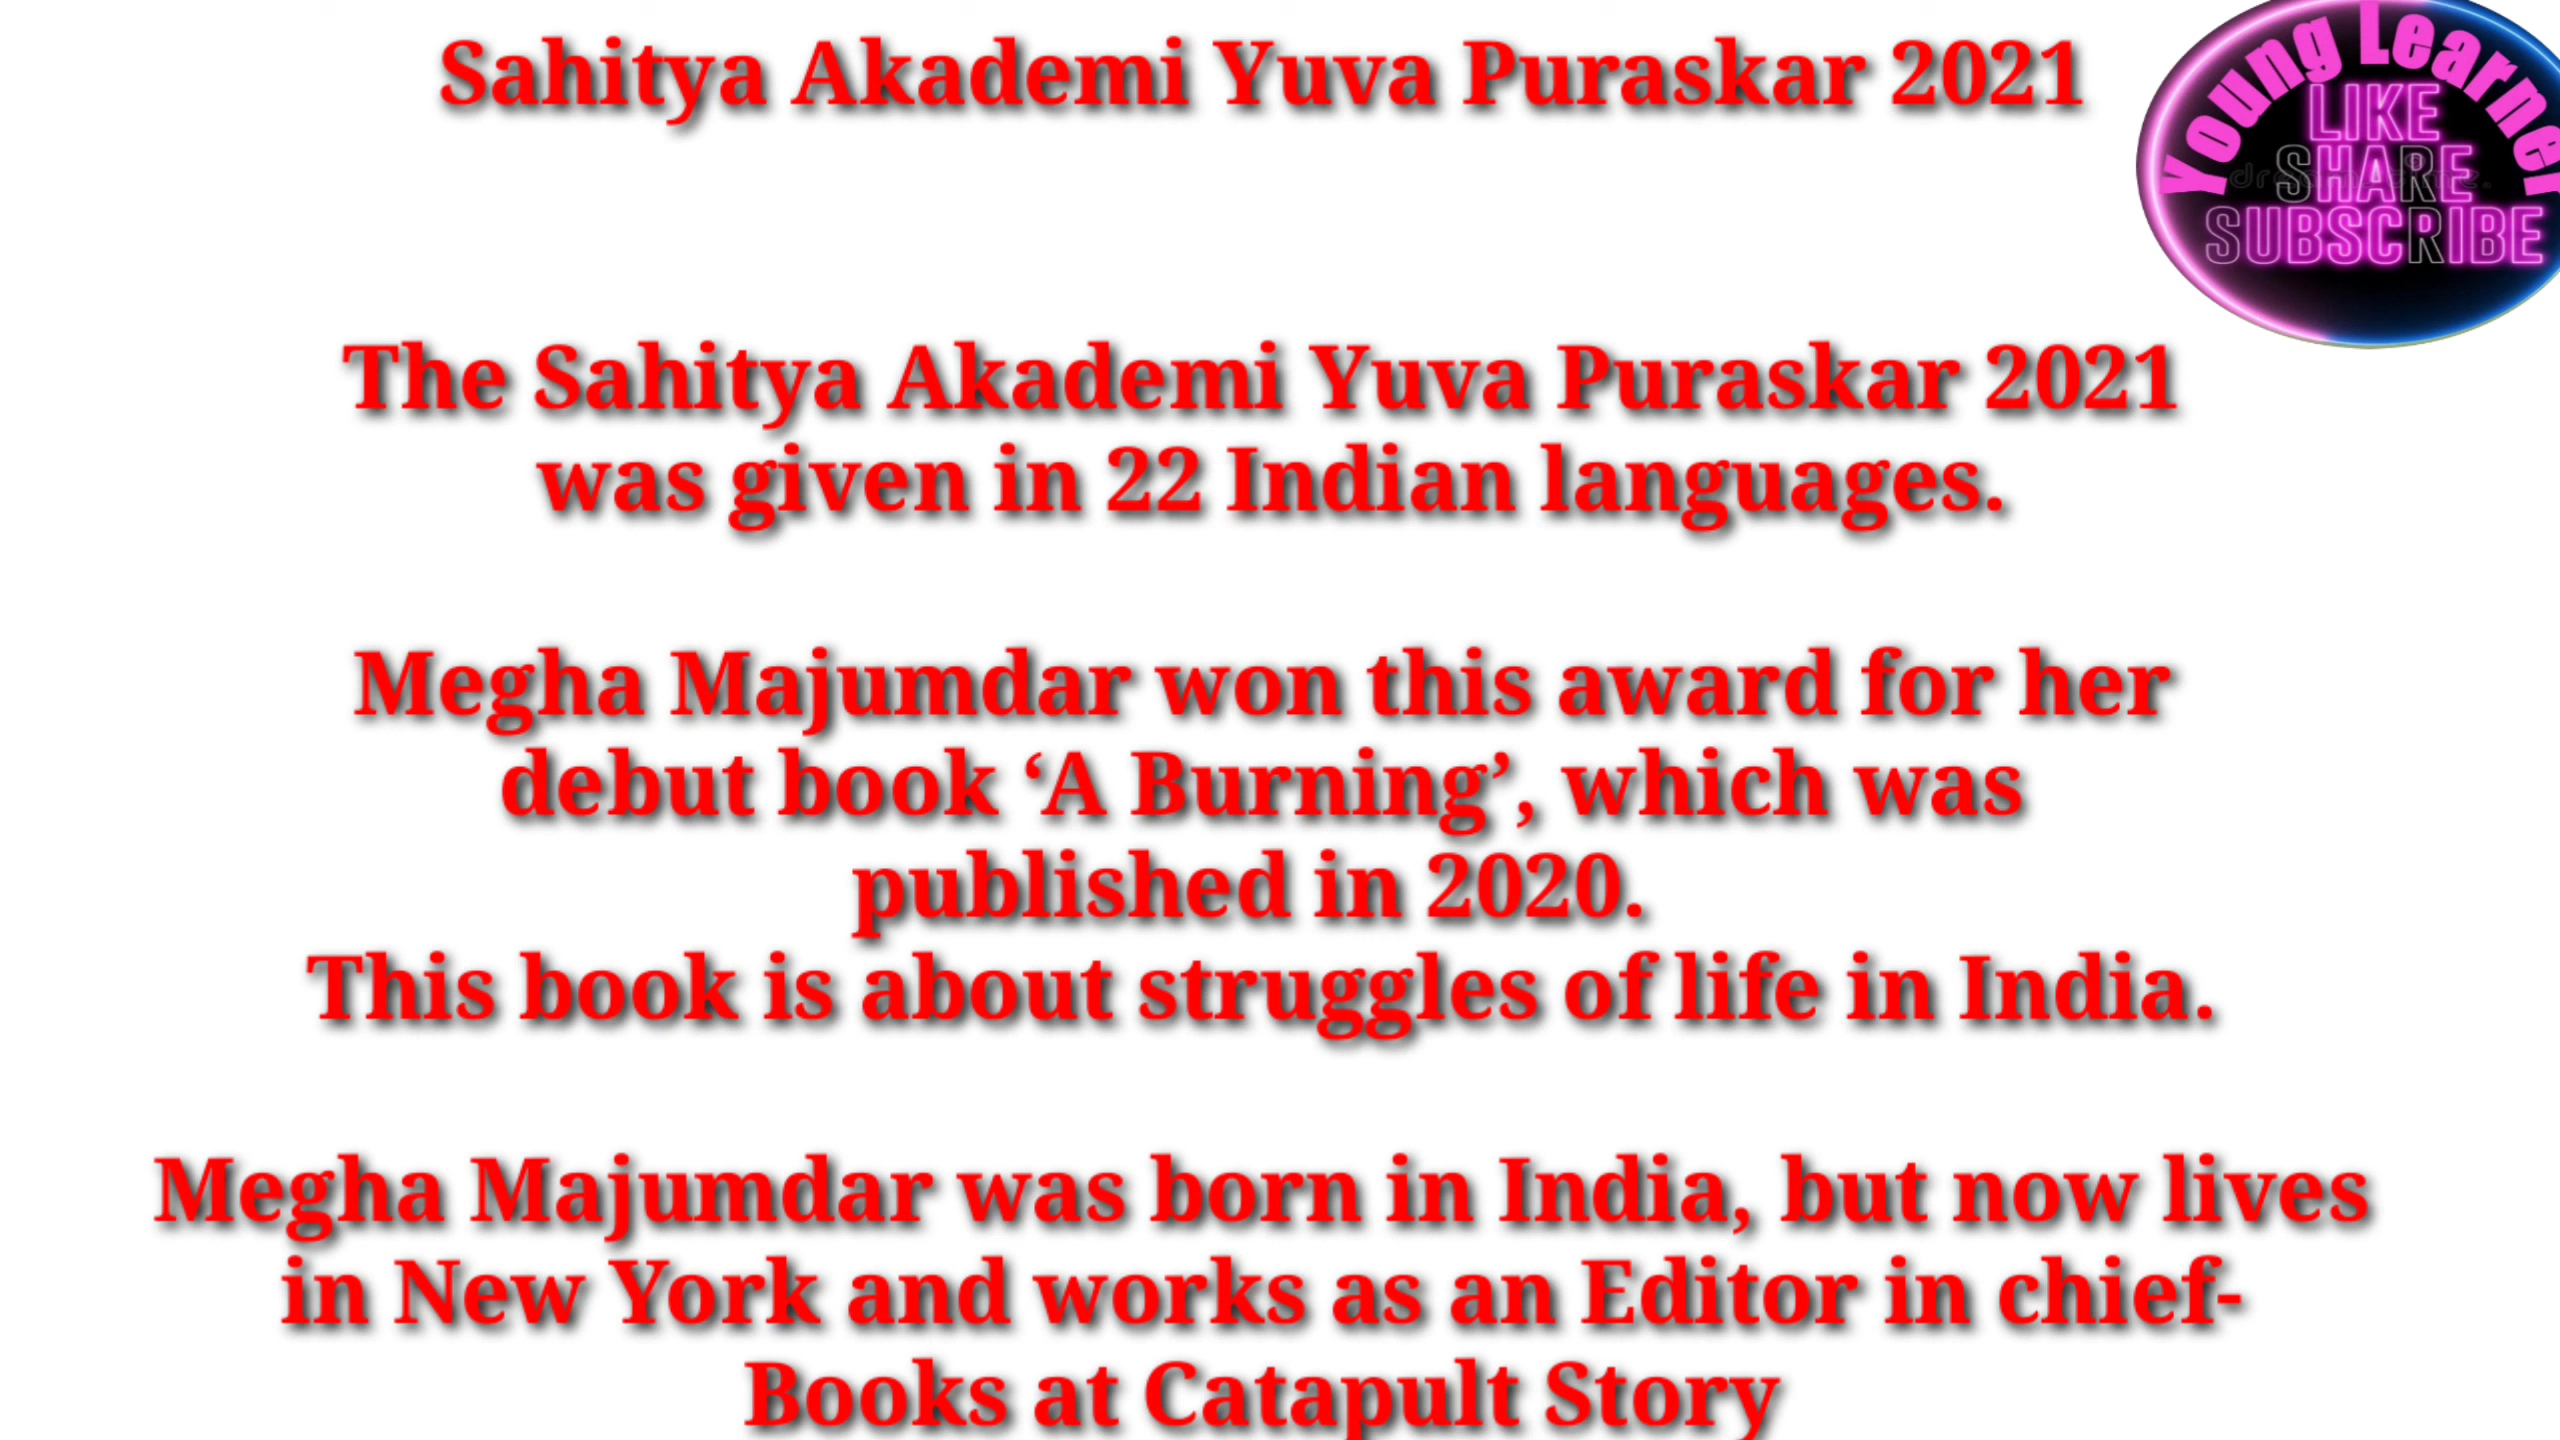 Sahitya Akademi Yuva Puraskar 2021
Young Learner
LIKE
SHARE
SUBSCRIBE
The Sahitya Akademi Yuva Puraskar 2021
was given in 22 Indian languages.
Megha Majumdar won this award for her
debut book ‘A Burning’, which was
published in 2020.
This book is about struggles of life in India.
Megha Majumdar was born in India, but now lives
in New York and works as an Editor in chief-
Books at Catapult Story